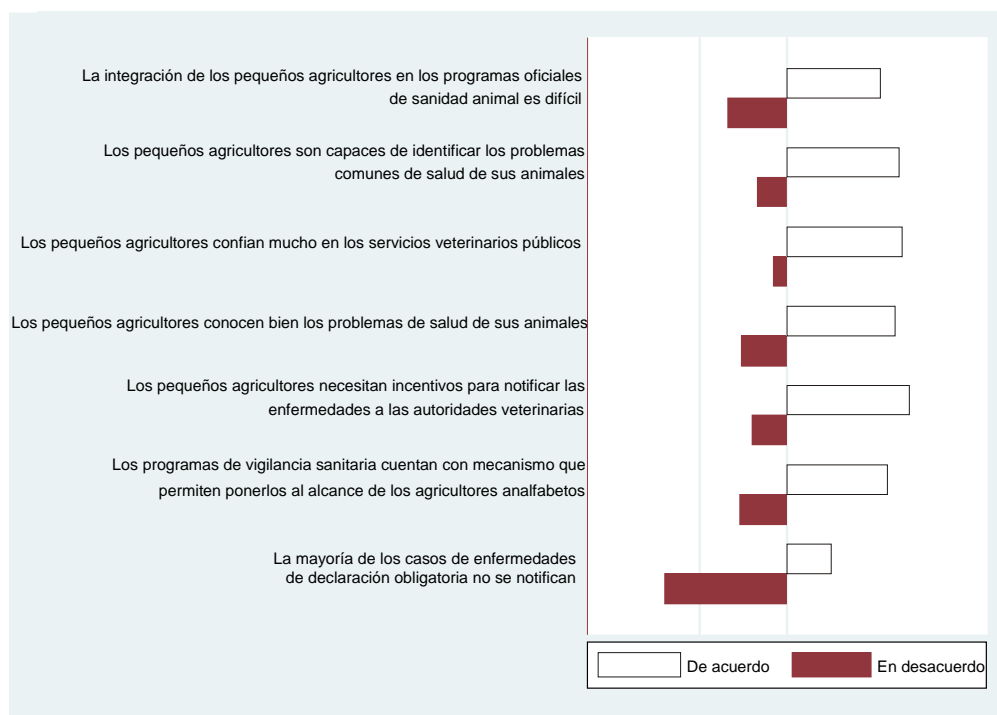 La integración de los pequeños agricultores en los programas oficiales
de sanidad animal es difícil
Los pequeños agricultores son capaces de identificar los problemas
comunes de salud de sus animales
Los pequeños agricultores confian mucho en los servicios veterinarios públicos
Los pequeños agricultores conocen bien los problemas de salud de sus animales
Los pequeños agricultores necesitan incentivos para notificar las
enfermedades a las autoridades veterinarias
Los programas de vigilancia sanitaria cuentan con mecanismo que
permiten ponerlos al alcance de los agricultores analfabetos
La mayoría de los casos de enfermedades
de declaración obligatoria no se notifican
De acuerdo En desacuerdo